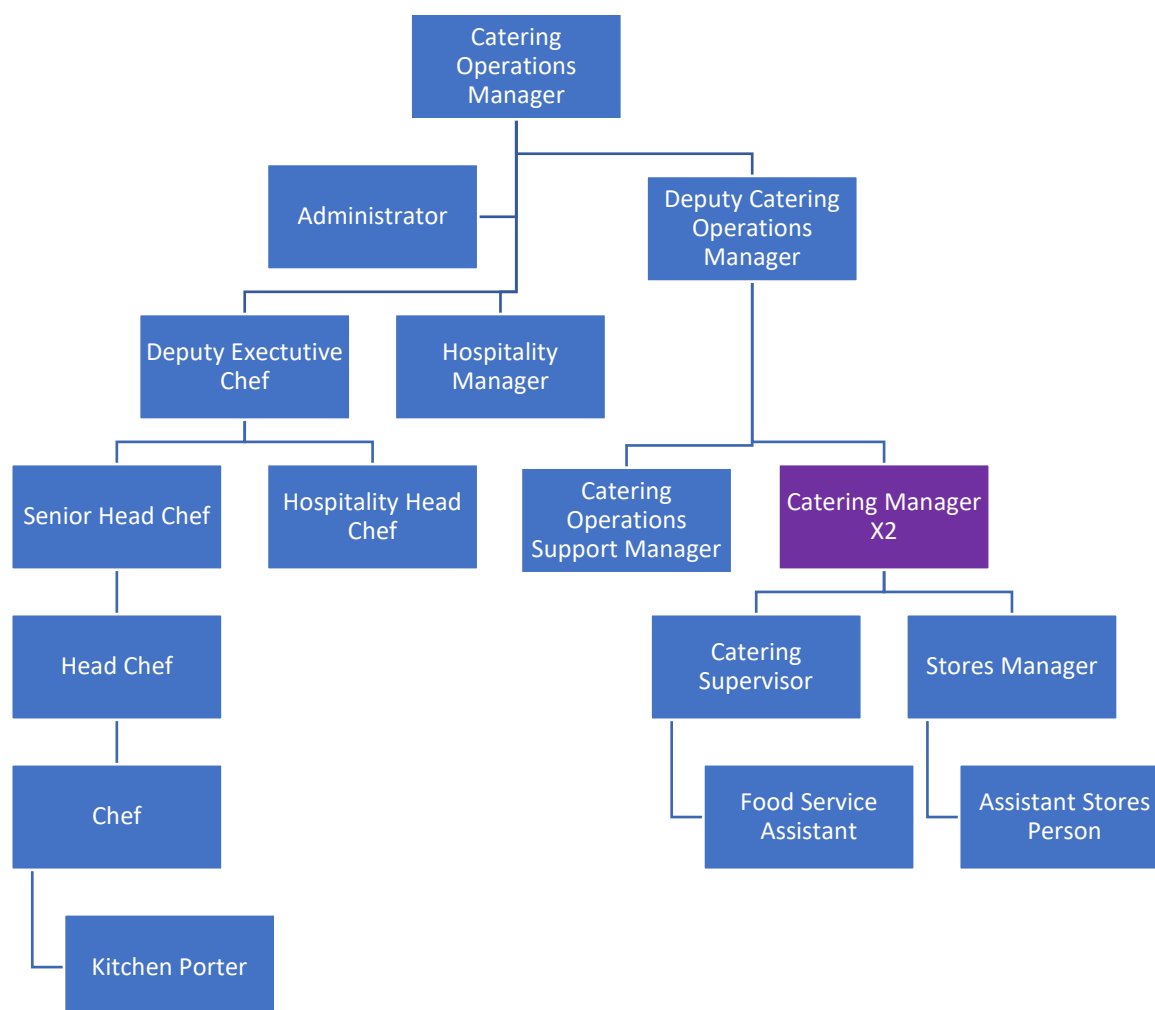 Catering
Operations
Manager
Administrator
Deputy Catering
Operations
Manager
Deputy Exectutive
Chef
Hospitality
Manager
Senior Head Chef
Hospitality Head
Chef
Catering
Operations
Support Manager
Catering Manager
X2
Head Chef
Catering
Supervisor
Stores Manager
Chef
Food Service
Assistant
Assistant Stores
Person
Kitchen Porter